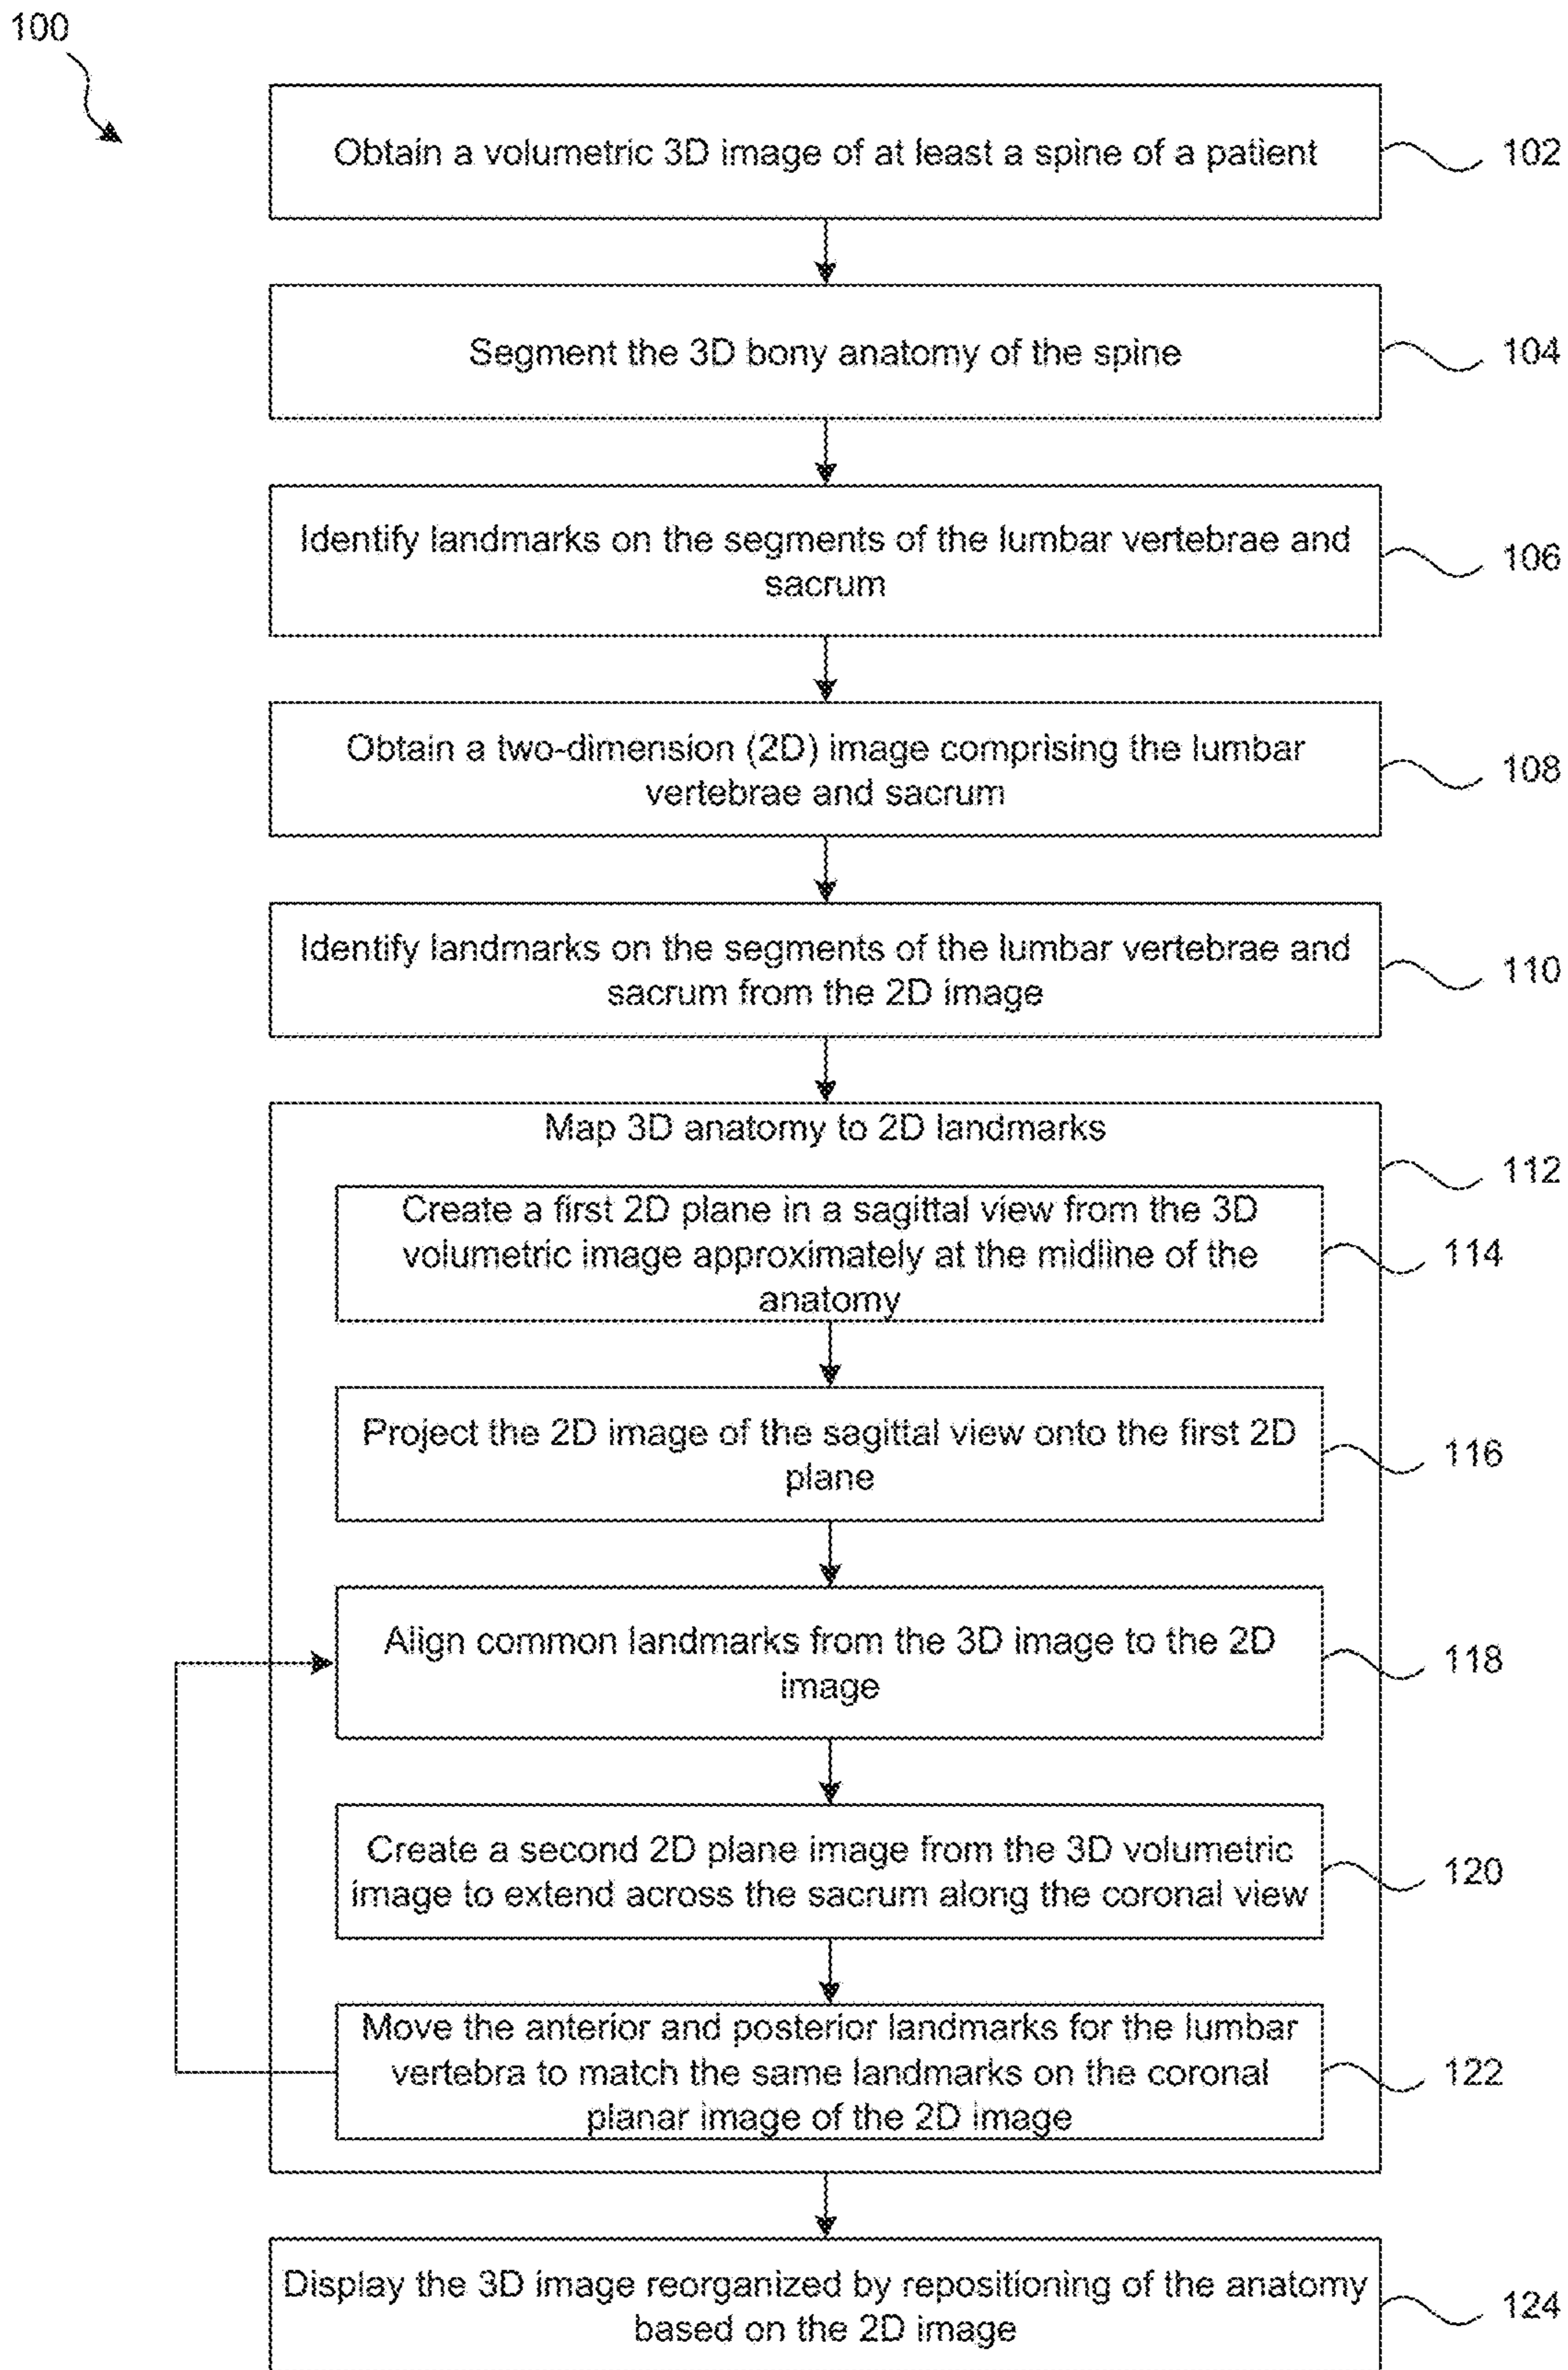 100
Obtain a volumetric 3D image of at least a spine of a patient
102
Segment the 3D bony anatomy of the spine
104
Identify landmarks on the segments of the lumbar vertebrae and
sacrum
106
Obtain a two-dimension (2D) image comprising the lumbar
vertebrae and sacrum
108
Identify landmarks on the segments of the lumbar vertebrae and
sacrum from the 2D image
110
Map 3D anatomy to 2D landmarks
112
Create a first 2D plane in a sagittal view from the 3D
volumetric image approximately at the midline of the
anatomy
114
Project the 2D image of the sagittal view onto the first 2D
plane
116
Align common landmarks from the 3D image to the 2D
image
118
Create a second 2D plane image from the 3D volumetric
image to extend across the sacrum along the coronal view
120
Move the anterior and posterior landmarks for the lumbar
vertebra to match the same landmarks on the coronal
planar image of the 2D image
122
Display the 3D image reorganized by repositioning of the anatomy
based on the 2D image
124